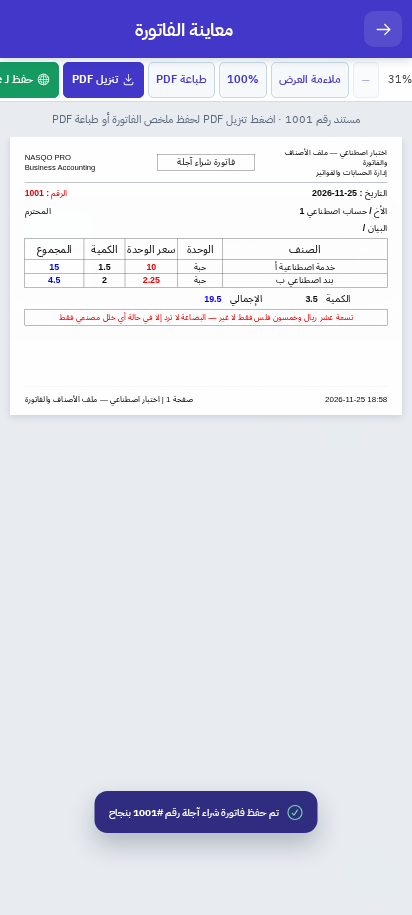 معاينة الفاتورة
31%
–
ملاءمة العرض
100%
طباعة PDF
تنزيل PDF
حفظ لـ
مستند رقم 1001 · اضغط تنزيل PDF لحفظ ملخص الفاتورة أو طباعة PDF
اختبار اصطناعي — ملف الأصناف والفاتورة
إدارة الحسابات والفواتير
فاتورة شراء آجلة
NASQO PRO
Business Accounting
التاريخ : 25-11-2026
الرقم : 1001
الأخ / حساب اصطناعي 1
المحترم
البيان /
الصنف الوحدة سعر الوحدة الكمية المجموع
خدمة اصطناعية أ حبة 10 1.5 15
بند اصطناعي ب حبة 2.25 2 4.5
الكمية 3.5 الإجمالي 19.5
تسعة عشر ريال وخمسون فلس فقط لا غير — البضاعة لا ترد إلا في حالة أي خلل مصنعي فقط
2026-11-25 18:58
صفحة 1 | اختبار اصطناعي — ملف الأصناف والفاتورة
تم حفظ فاتورة شراء آجلة رقم #1001 بنجاح